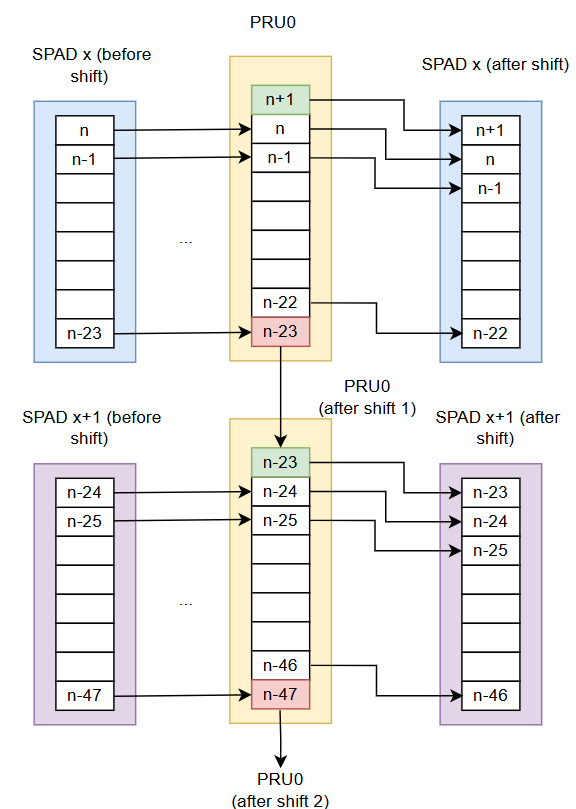 PRU0
SPAD x (before
shift)
SPAD x (after shift)
n+1
n
n
n+1
n-1
n-1
n
n-1
...
n-22
n-23
n-23
n-22
PRU0
(after shift 1)
SPAD x+1 (before
shift)
SPAD x+1 (after
shift)
n-23
n-24
n-24
n-23
n-25
n-25
n-24
n-25
...
n-46
n-47
n-47
n-46
PRU0
(after shift 2)